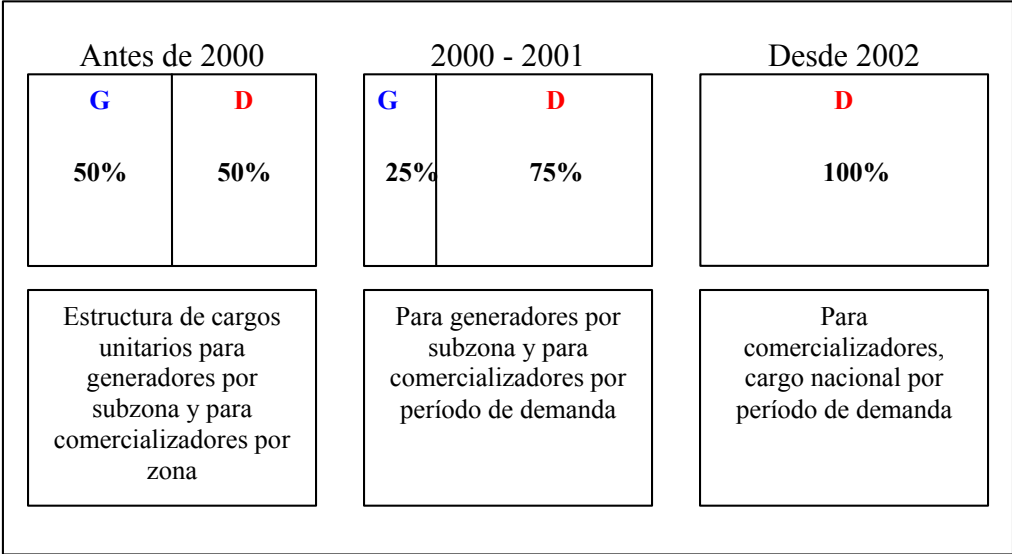 Antes de 2000
G
D
50%
50%
Estructura de cargos
unitarios para
generadores por
subzona y para
comercializadores por
zona
2000 - 2001
G
D
25%
75%
Para generadores por
subzona y para
comercializadores por
período de demanda
Desde 2002
D
100%
Para
comercializadores,
cargo nacional por
período de demanda